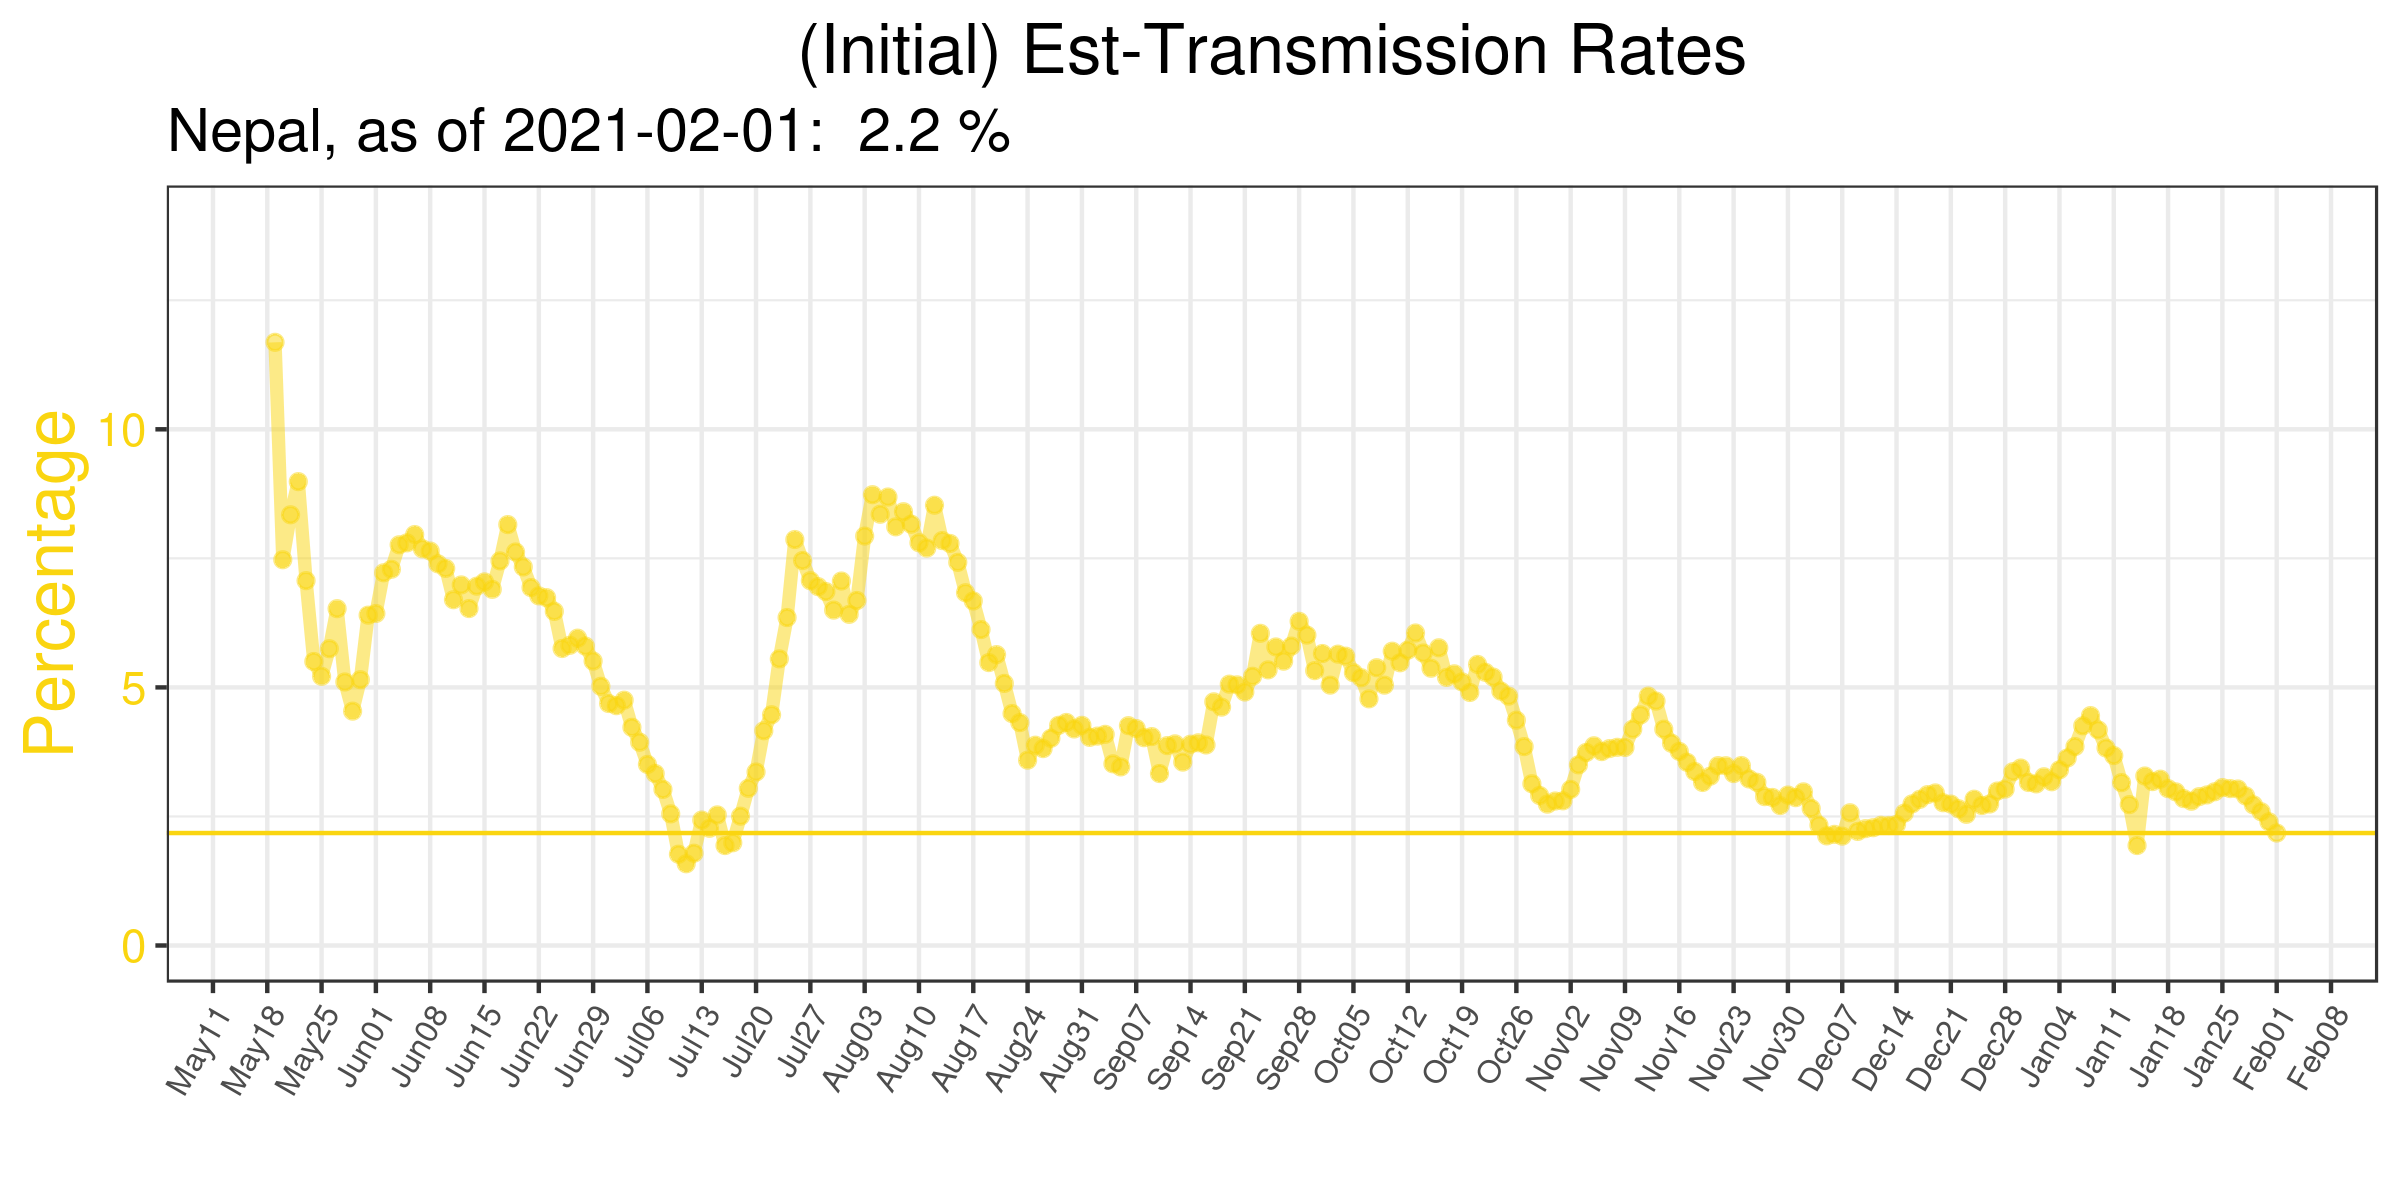 (Initial) Est-Transmission Rates
Nepal, as of 2021-02-01:  2.2 %
Percentage
10
5
0
May11
May18
May25
Jun01
Jun08
Jun15
Jun22
Jun29
Jul06
Jul13
Jul20
Jul27
Aug03
Aug10
Aug17
Aug24
Aug31
Sep07
Sep14
Sep21
Sep28
Oct05
Oct12
Oct19
Oct26
Nov02
Nov09
Nov16
Nov23
Nov30
Dec07
Dec14
Dec21
Dec28
Jan04
Jan11
Jan18
Jan25
Feb01
Feb08